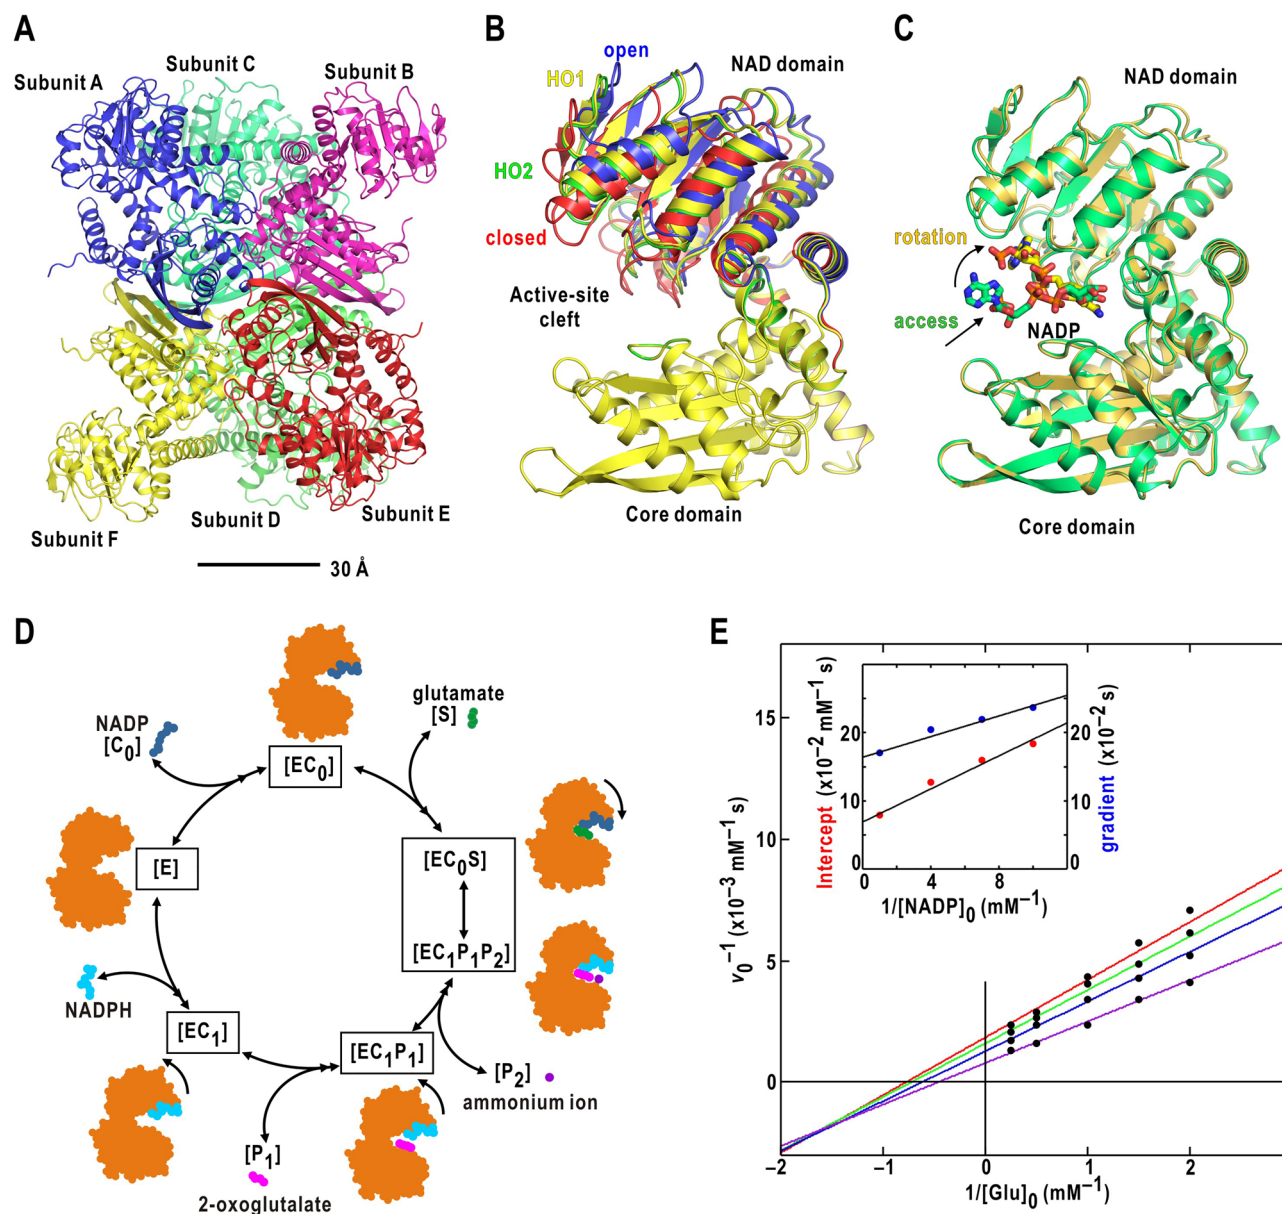 A
Subunit A
Subunit C
Subunit B
Subunit F
Subunit D
Subunit E
30 Å
B
open
HO1
NAD domain
HO2
closed
Active-site
cleft
Core domain
C
NAD domain
rotation
access
NADP
Core domain
D
NADP
[C0]
glutamate
[S]
[EC0]
[E]
[EC0S]
[EC1P1P2]
NADPH
[EC1]
[EC1P1]
[P2]
ammonium ion
[P1]
2-oxoglutalate
E
v0−1 (x10−3 mM−1 s)
15
10
5
0
−2
−1
0
1
2
1/[Glu]0 (mM−1)
Intercept (x10−2 mM−1 s)
20
10
0
0
4
8
12
1/[NADP]0 (mM−1)
20
10
0
gradient (x10−2 s)